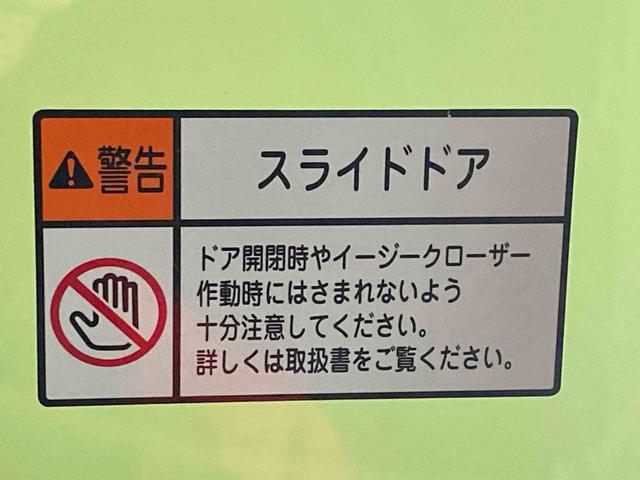 警告
スライドドア
ドア開閉時やイージークローザー
作動時にはさまれないよう
十分注意してください。
詳しくは取扱書をご覧ください。